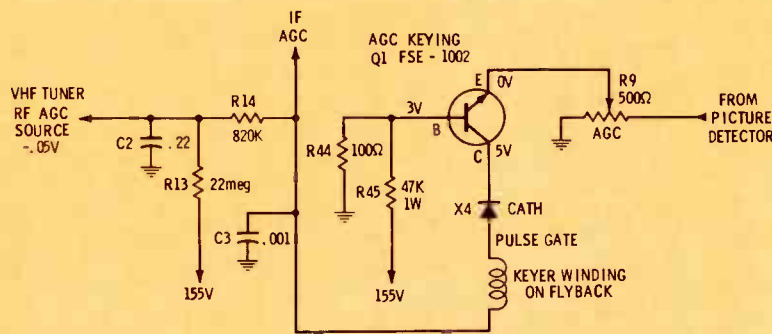 IF
AGC
AGC KEYING
Q1 FSE - 1002
E
0V
R9
500Ω
AGC
FROM
PICTURE
DETECTOR
VHF TUNER
RF AGC
SOURCE
-.05V
R14
820K
C2
.22
R13
22meg
155V
C3
.001
3V
B
R44
100Ω
R45
47K
1W
155V
C
5V
X4
CATH
PULSE GATE
KEYER WINDING
ON FLYBACK